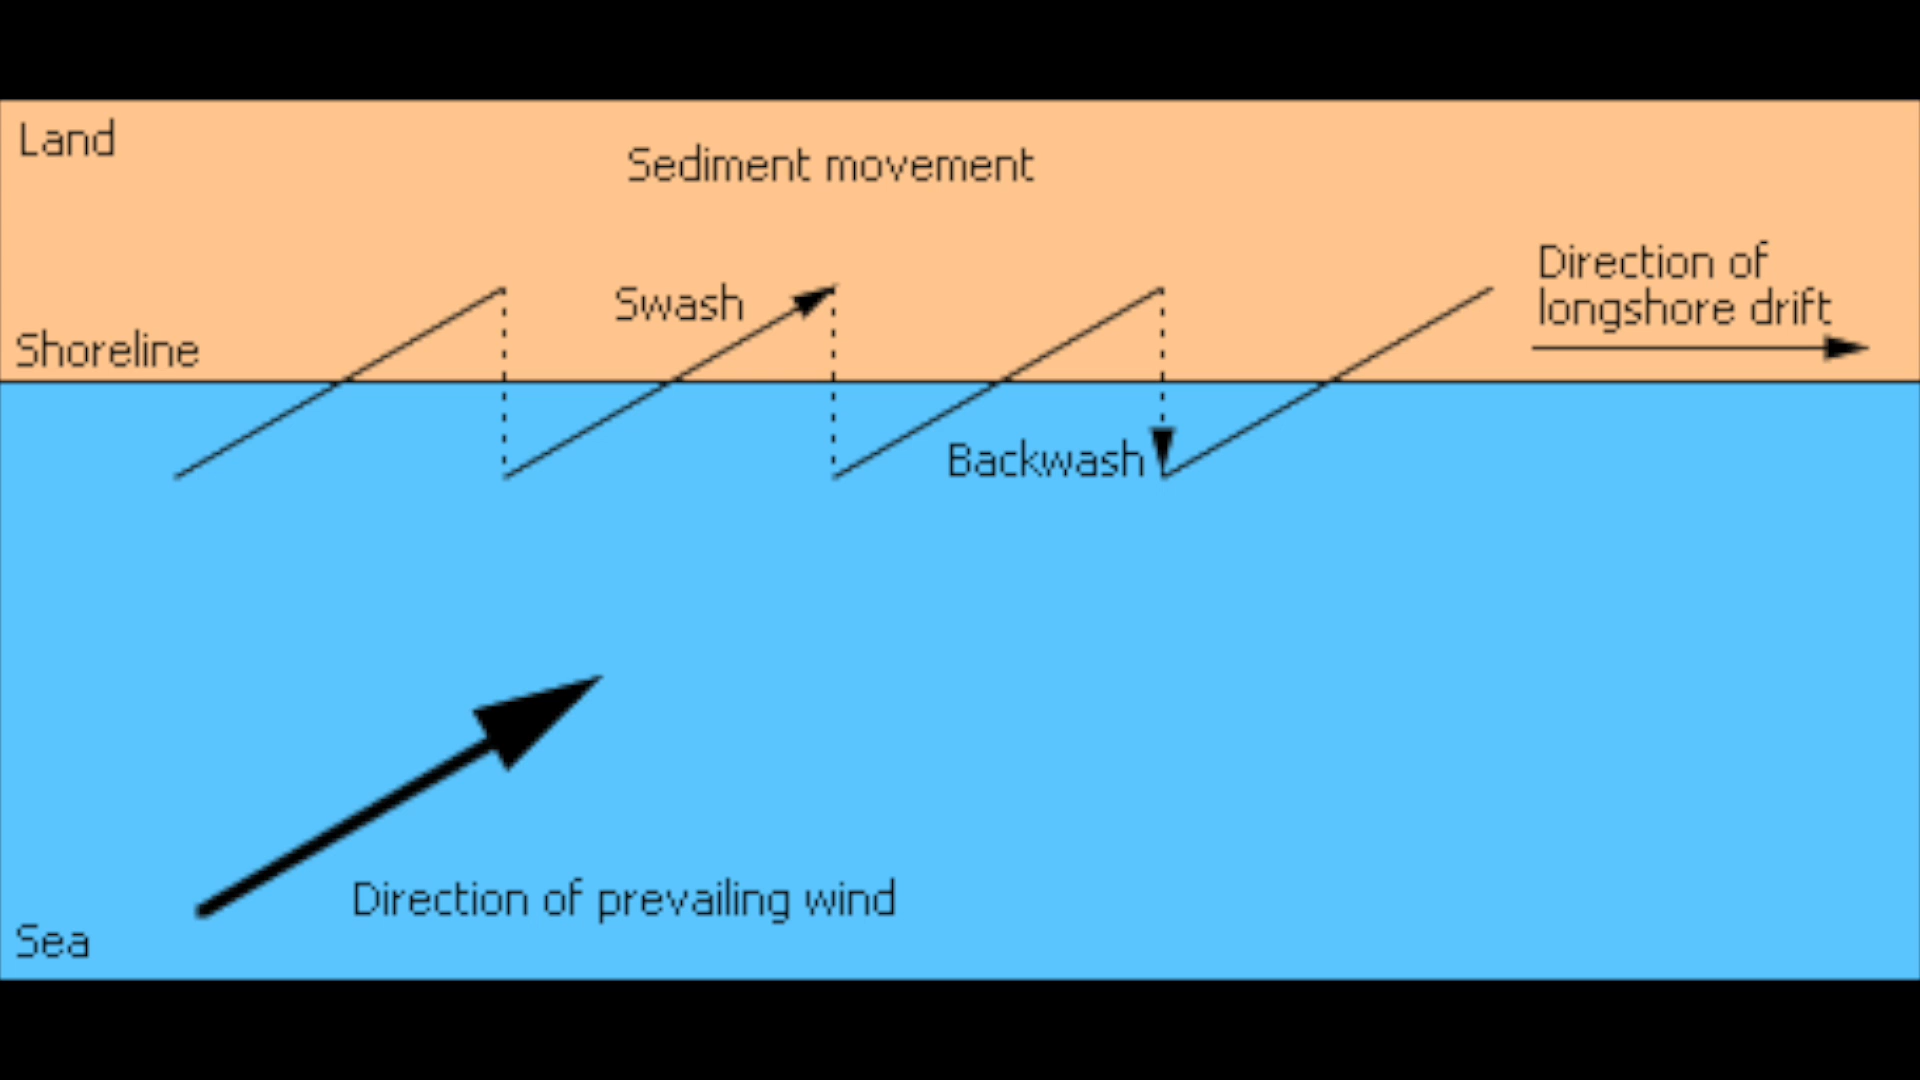 Land
Sediment movement
Direction of
longshore drift
Swash
Shoreline
Backwash
Direction of prevailing wind
Sea